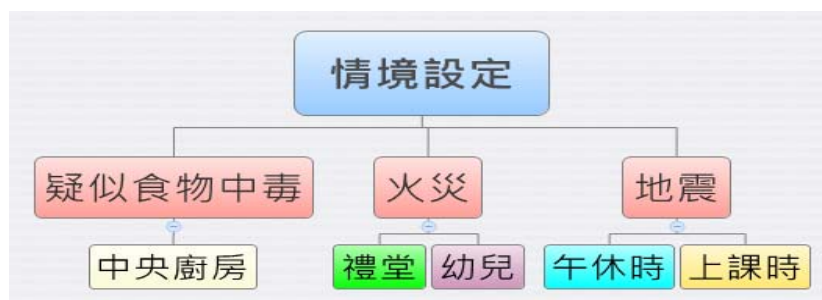 情境設定
疑似食物中毒 火災 地震
中央廚房 禮堂 幼兒 午休時 上課時